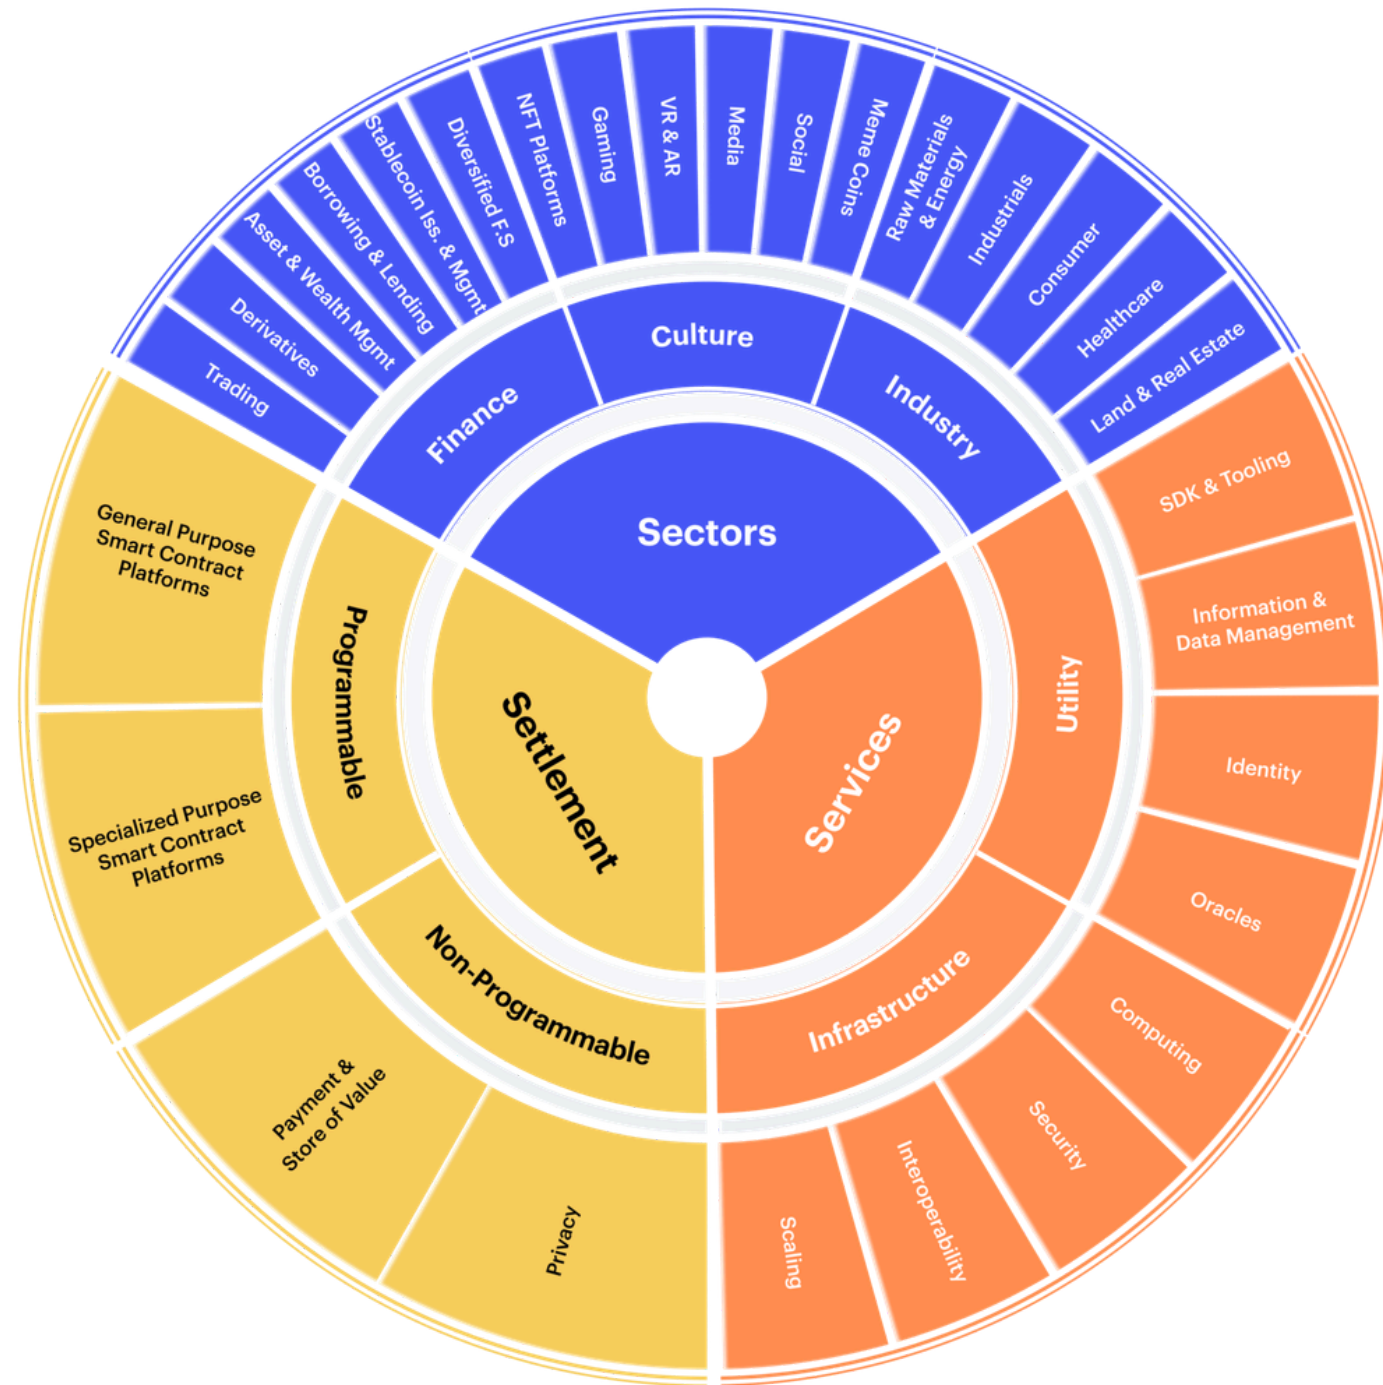 Sectors
Finance
Trading
Derivatives
Asset & Wealth Mgmt
Borrowing & Lending
Stablecoin Iss. & Mgmt
Diversified F.S
Culture
NFT Platforms
Gaming
VR & AR
Media
Social
Meme Coins
Industry
Raw Materials
& Energy
Industrials
Consumer
Healthcare
Land & Real Estate
Services
Utility
SDK & Tooling
Information &
Data Management
Identity
Oracles
Infrastructure
Computing
Security
Interoperability
Scaling
Settlement
Non-Programmable
Privacy
Payment &
Store of Value
Programmable
Specialized Purpose
Smart Contract
Platforms
General Purpose
Smart Contract
Platforms